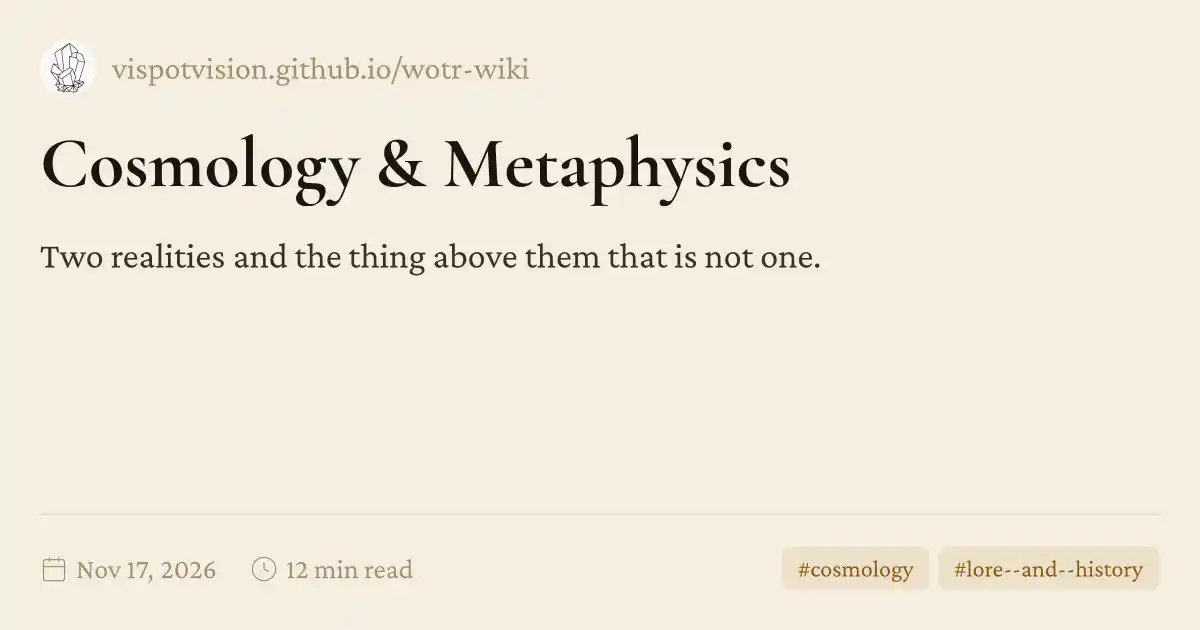 vispotvision.github.io/wotr-wiki
Cosmology & Metaphysics
Two realities and the thing above them that is not one.
Nov 17, 2026 12 min read #cosmology #lore--and--history